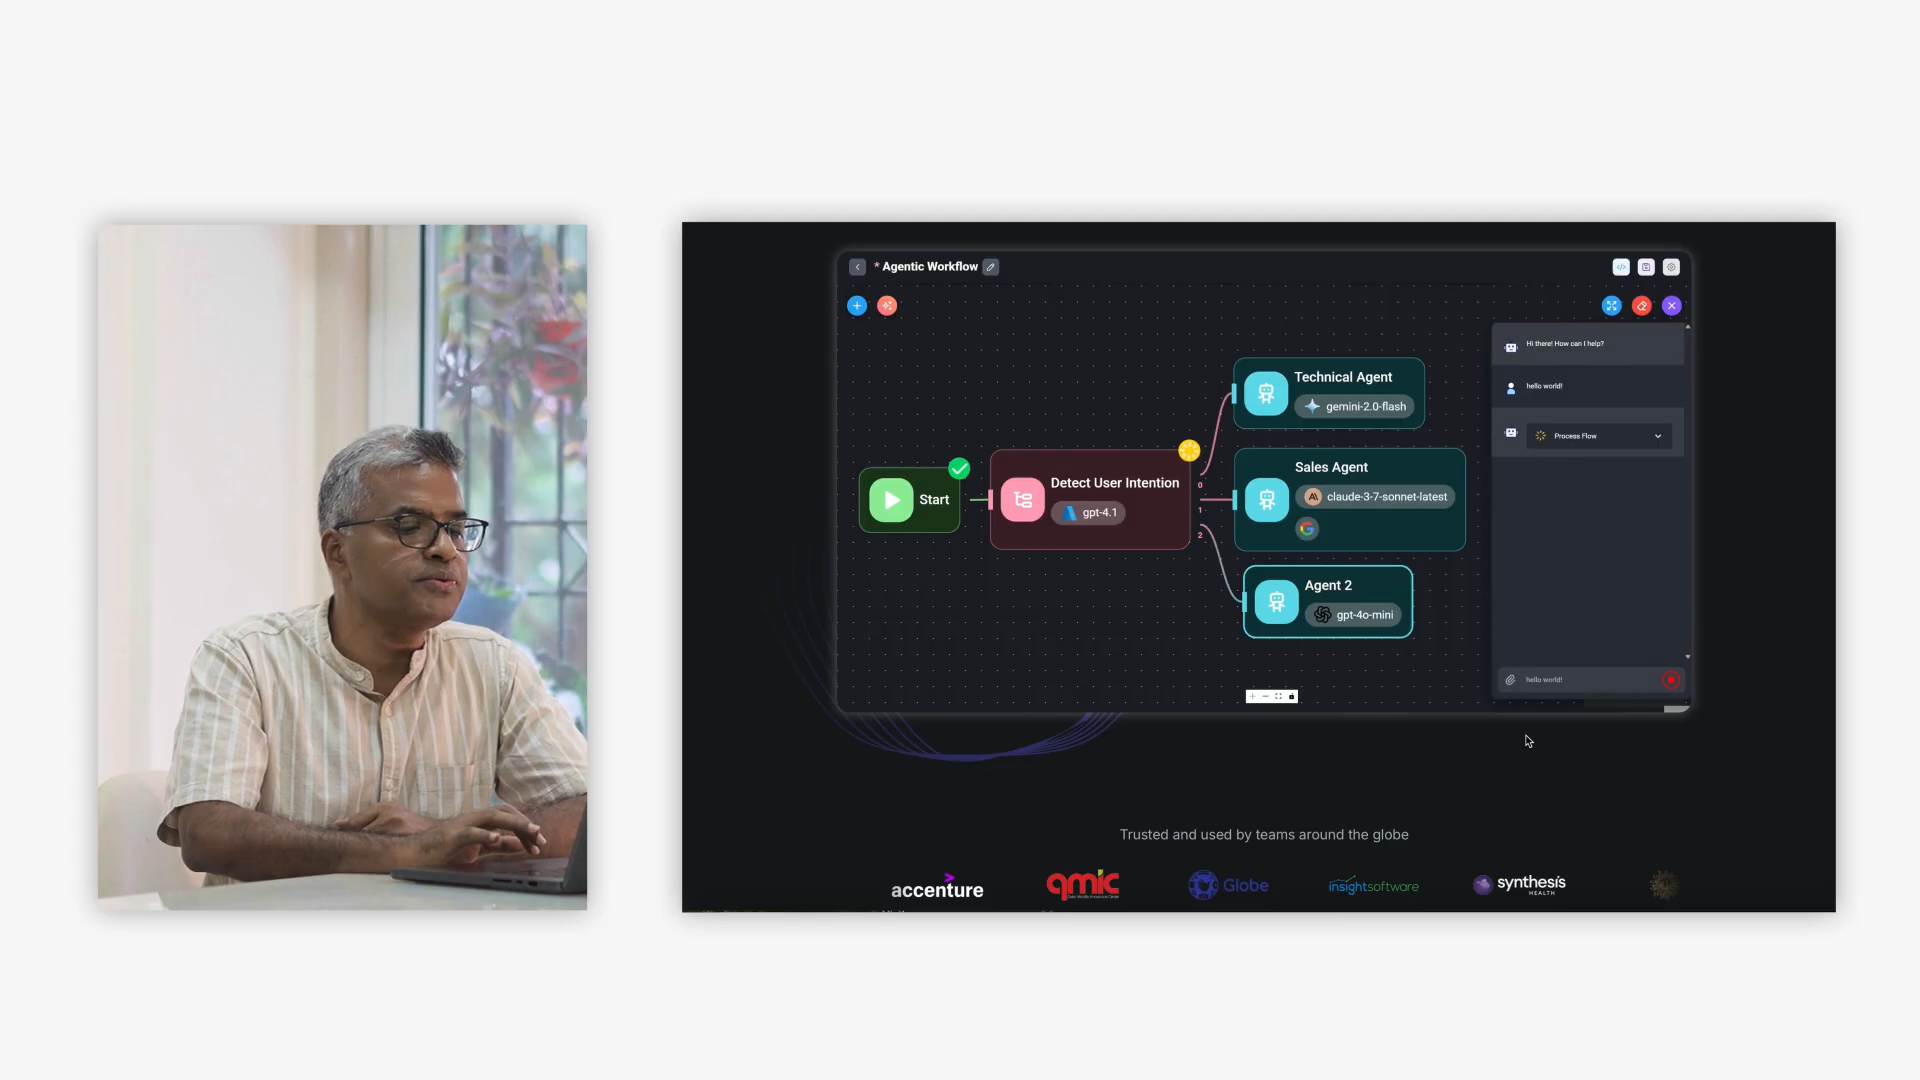 * Agentic Workflow
Start
Detect User Intention
gpt-4.1
0
1
2
Technical Agent
gemini-2.0-flash
Sales Agent
claude-3-7-sonnet-latest
Agent 2
gpt-4o-mini
Hi there! How can I help?
hello world!
Process Flow
hello world!
Trusted and used by teams around the globe
accenture
qmic
Globe
insightsoftware
synthesis
HEALTH